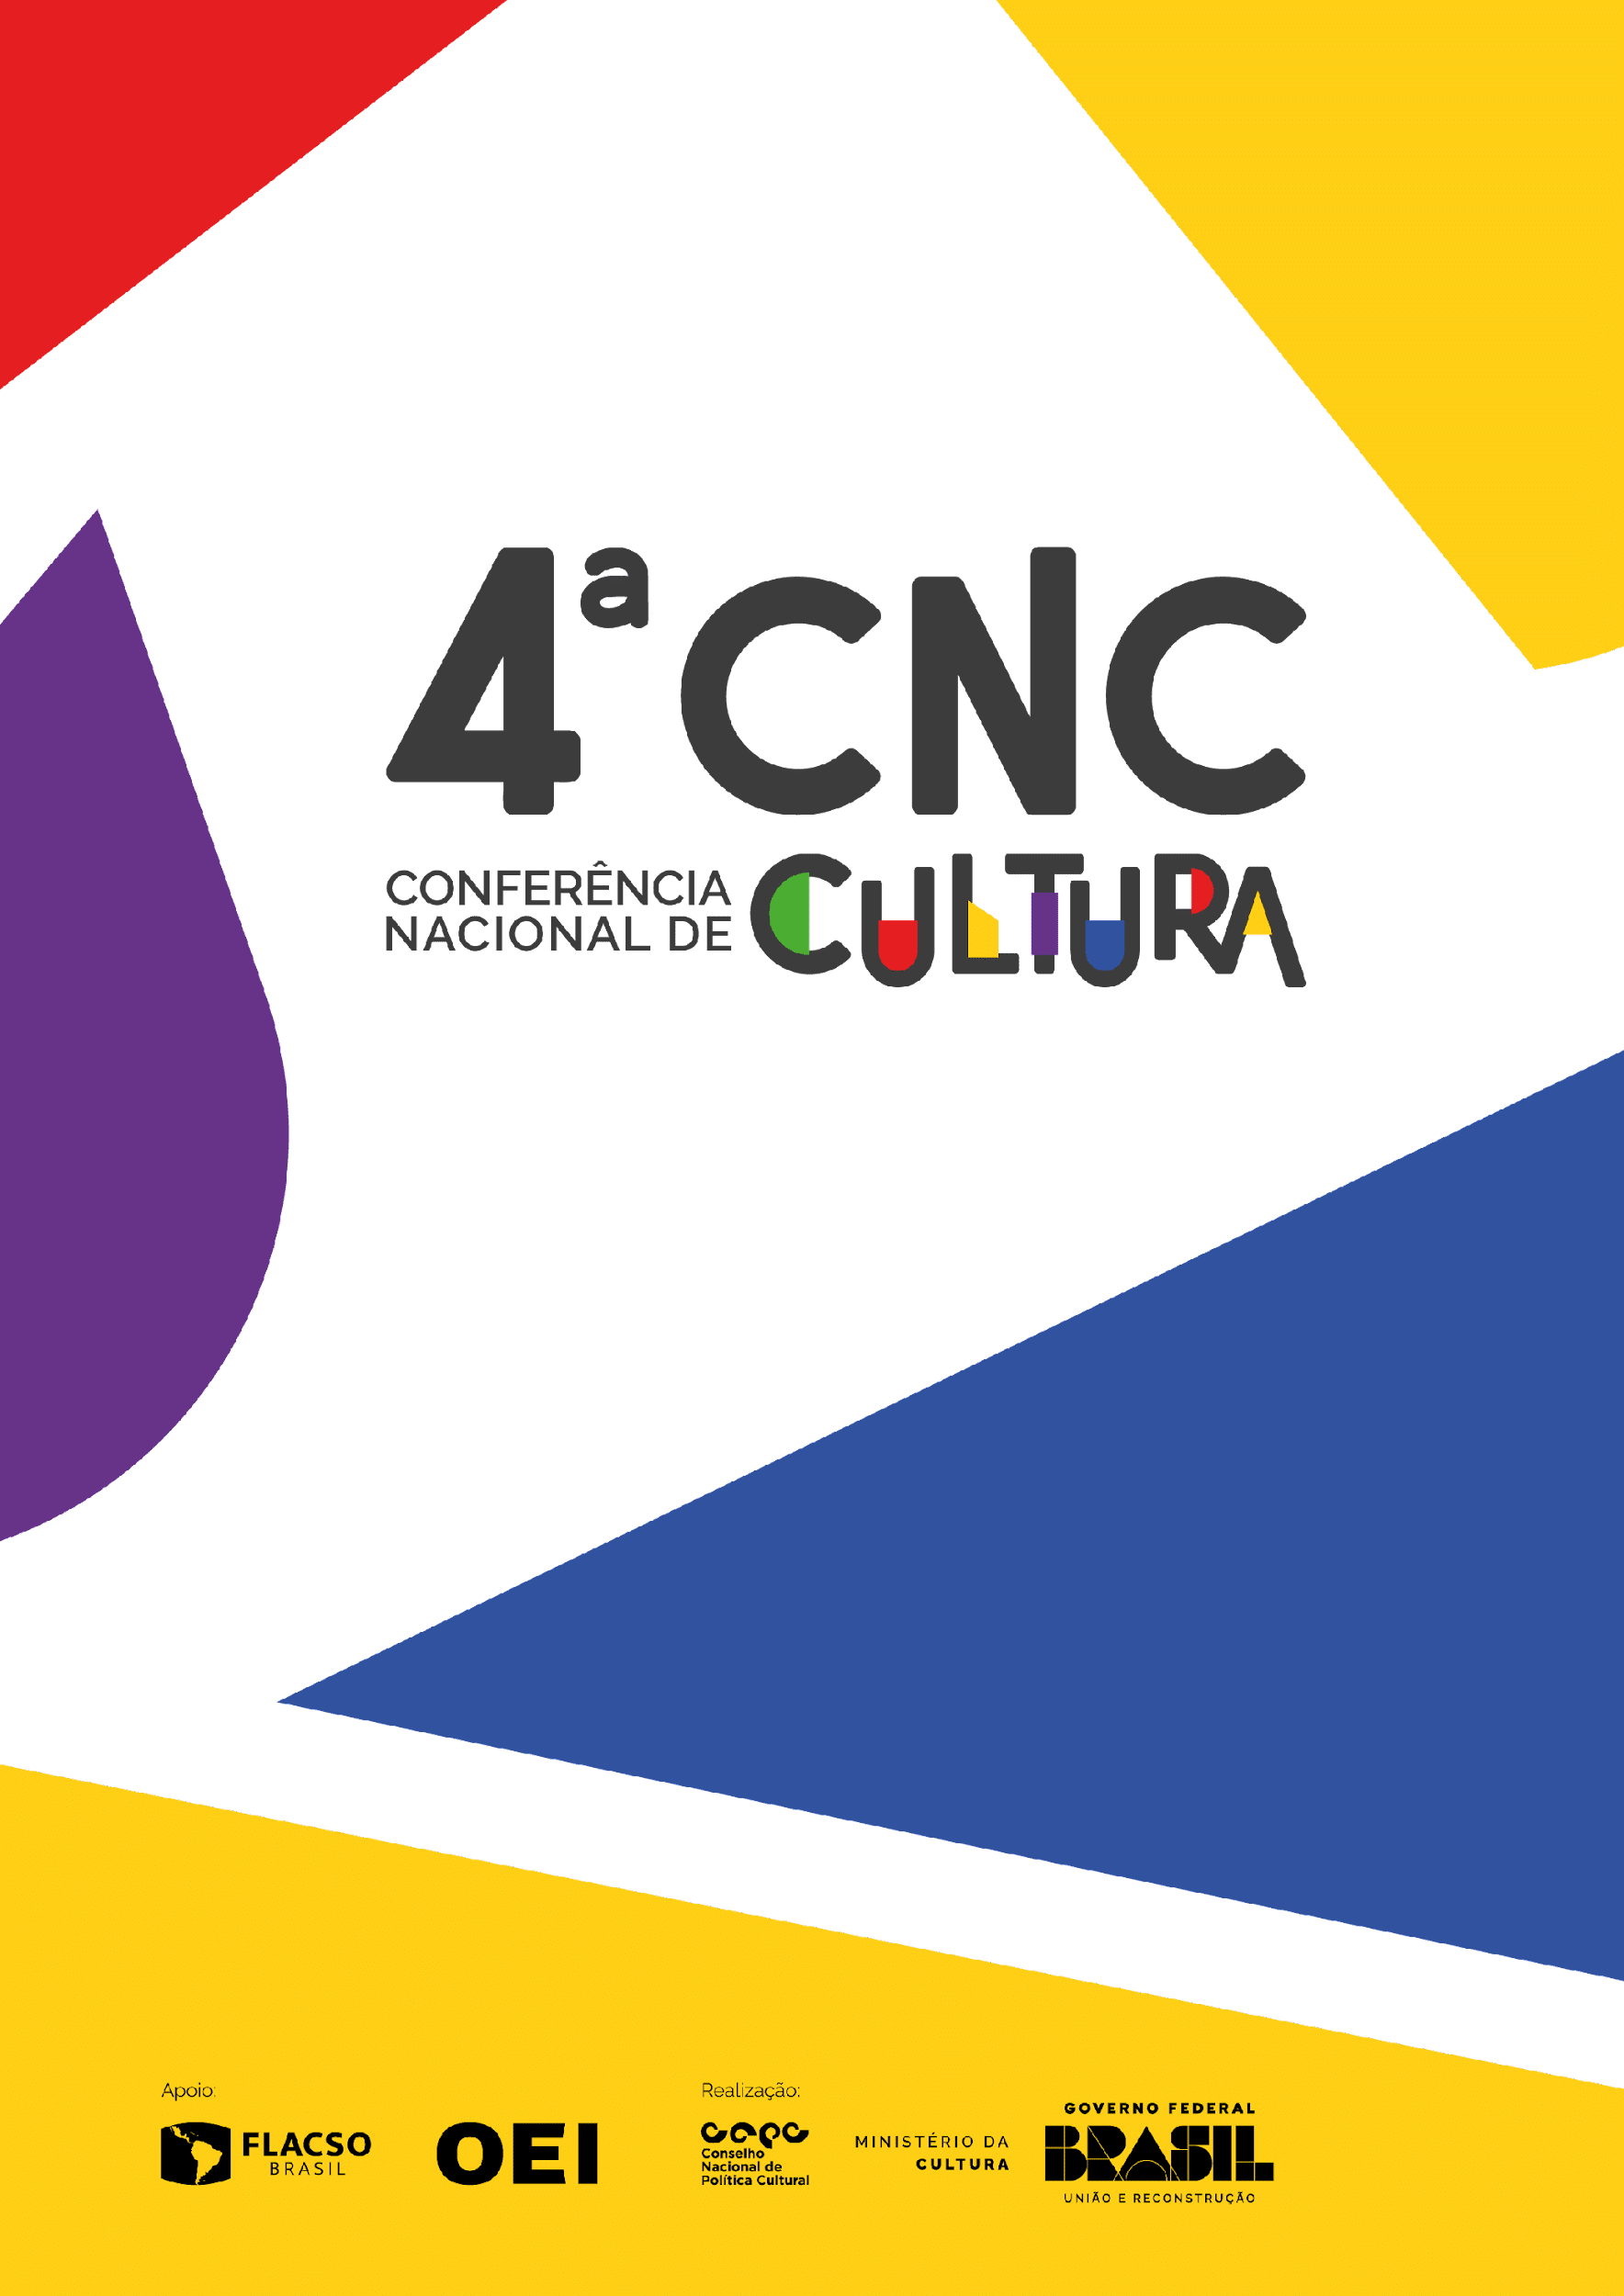 4ª CNC
CONFERÊNCIA
NACIONAL DE CULTURA
Apoio:
FLACSO
BRASIL
OEI
Realização:
cnpc
Conselho
Nacional de
Política Cultural
MINISTÉRIO DA
CULTURA
GOVERNO FEDERAL
BRASIL
UNIÃO E RECONSTRUÇÃO